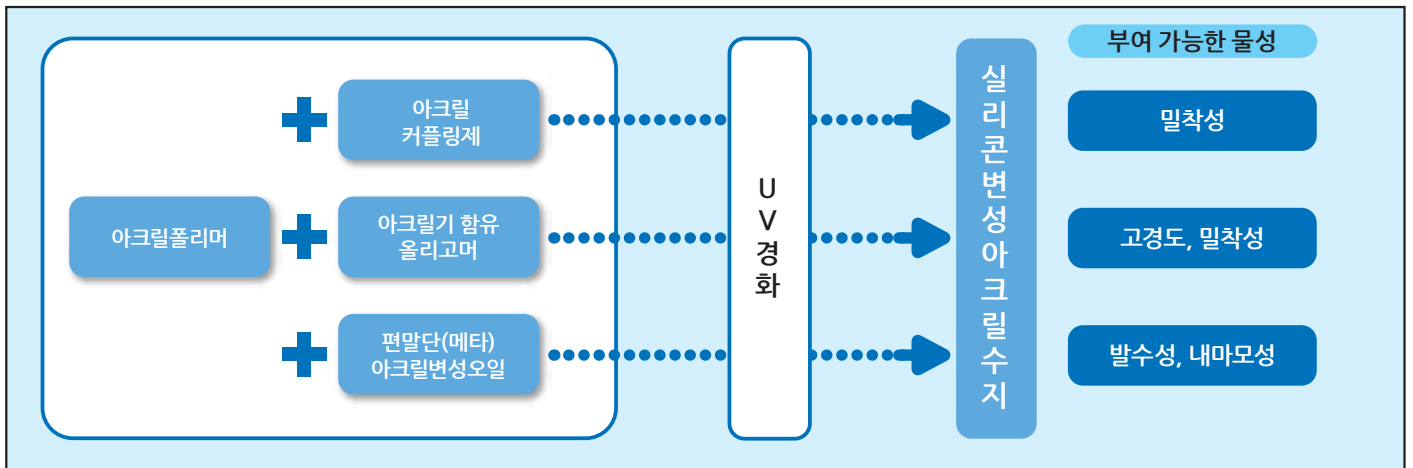 부여 가능한 물성
아크릴
커플링제
밀착성
아크릴폴리머
아크릴기 함유
올리고머
고경도, 밀착성
편말단(메타)
아크릴변성오일
발수성, 내마모성
UV경화
실리콘변성아크릴수지